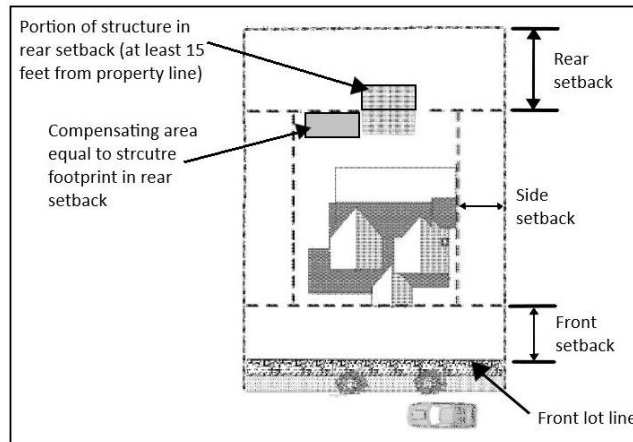 Portion of structure in
rear setback (at least 15
feet from property line)
Compensating area
equal to strcutre
footprint in rear
setback
Rear
setback
Side
setback
Front
setback
Front lot line